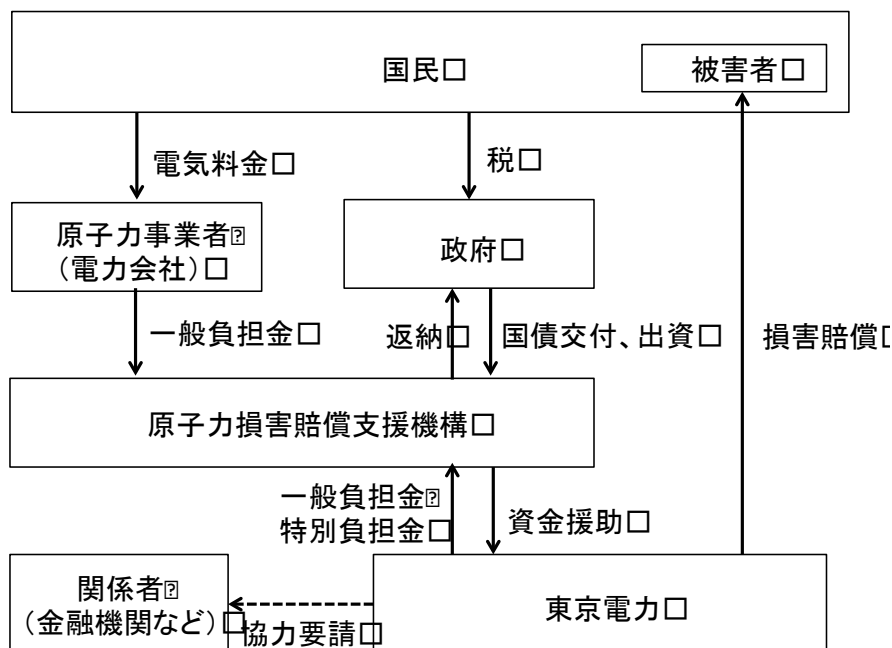 国民
被害者
電気料金
税
原子力事業者
（電力会社）
政府
一般負担金
返納
国債交付、出資
損害賠償
原子力損害賠償支援機構
一般負担金
特別負担金
資金援助
関係者
（金融機関など）
協力要請
東京電力